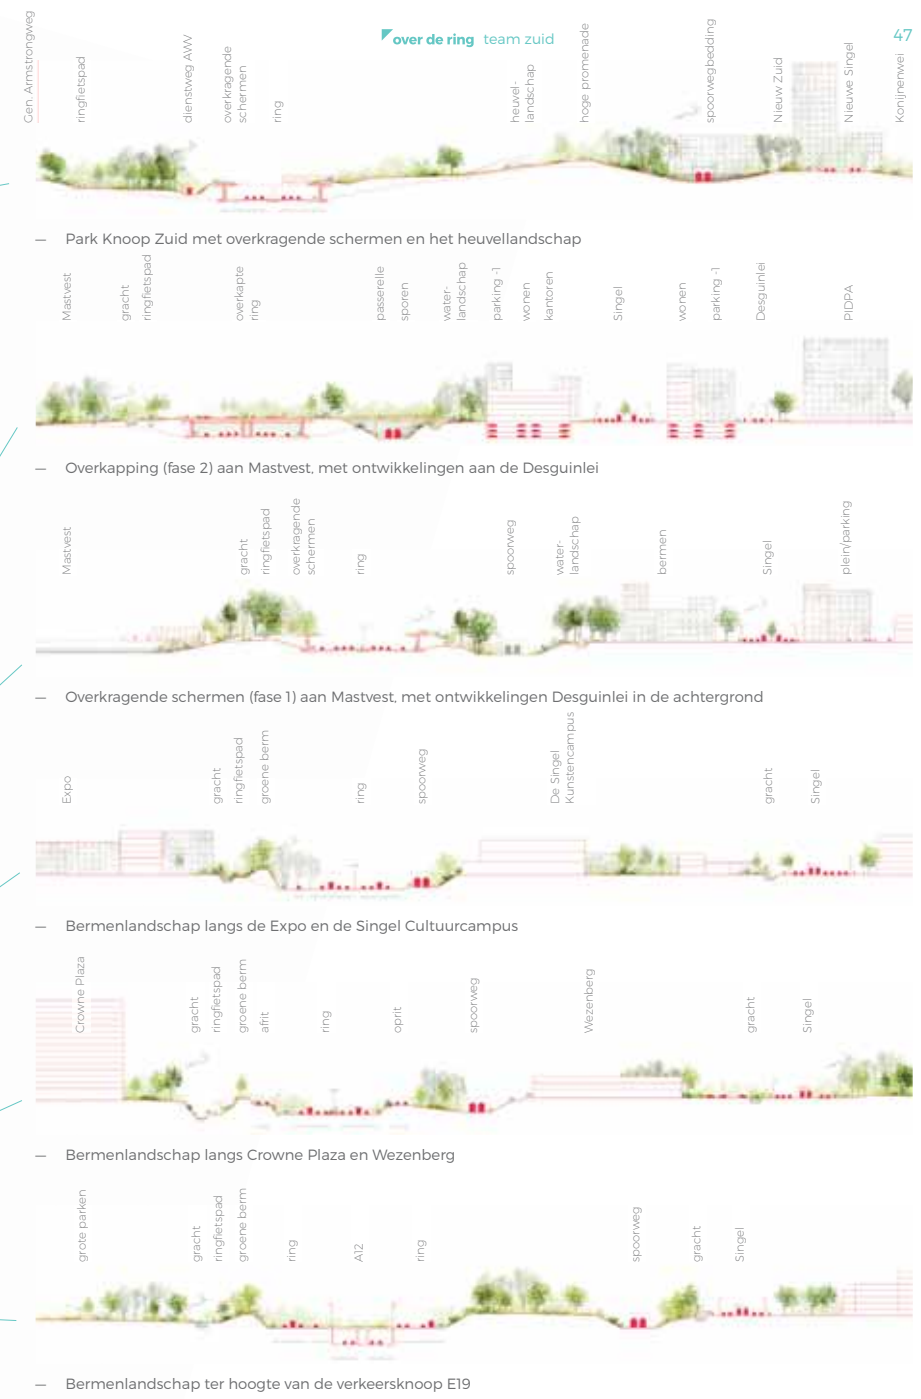 over de ring team zuid
47
Gen. Armstrongweg
ringfietspad
dienstweg AWV
overkragende
schermen
ring
heuvel-
landschap
hoge promenade
spoorwegbedding
Nieuw Zuid
Nieuwe Singel
Konijnenwei
— Park Knoop Zuid met overkragende schermen en het heuvellandschap
Mastvest
gracht
ringfietspad
overkapte
ring
passerelle
sporen
water-
landschap
parking -1
wonen
kantoren
Singel
wonen
parking -1
Desguinlei
PIDPA
— Overkapping (fase 2) aan Mastvest, met ontwikkelingen aan de Desguinlei
Mastvest
gracht
ringfietspad
overkragende
schermen
ring
spoorweg
water-
landschap
bermen
Singel
plein/parking
— Overkragende schermen (fase 1) aan Mastvest, met ontwikkelingen Desguinlei in de achtergrond
Expo
gracht
ringfietspad
groene berm
ring
spoorweg
De Singel
Kunstencampus
gracht
Singel
— Bermenlandschap langs de Expo en de Singel Cultuurcampus
Crowne Plaza
gracht
ringfietspad
groene berm
afrit
ring
oprit
spoorweg
Wezenberg
gracht
Singel
— Bermenlandschap langs Crowne Plaza en Wezenberg
grote parken
gracht
ringfietspad
groene berm
ring
A12
ring
spoorweg
gracht
Singel
— Bermenlandschap ter hoogte van de verkeersknoop E19